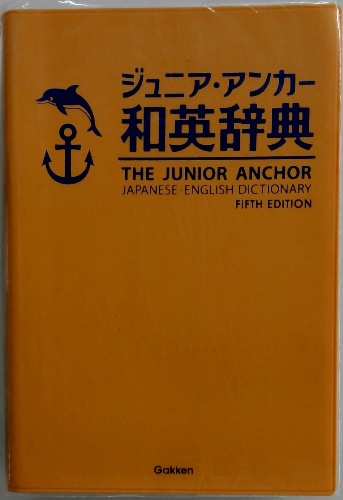 ジュニア・アンカー
和英辞典
THE JUNIOR ANCHOR
JAPANESE-ENGLISH DICTIONARY
FIFTH EDITION
Gakken